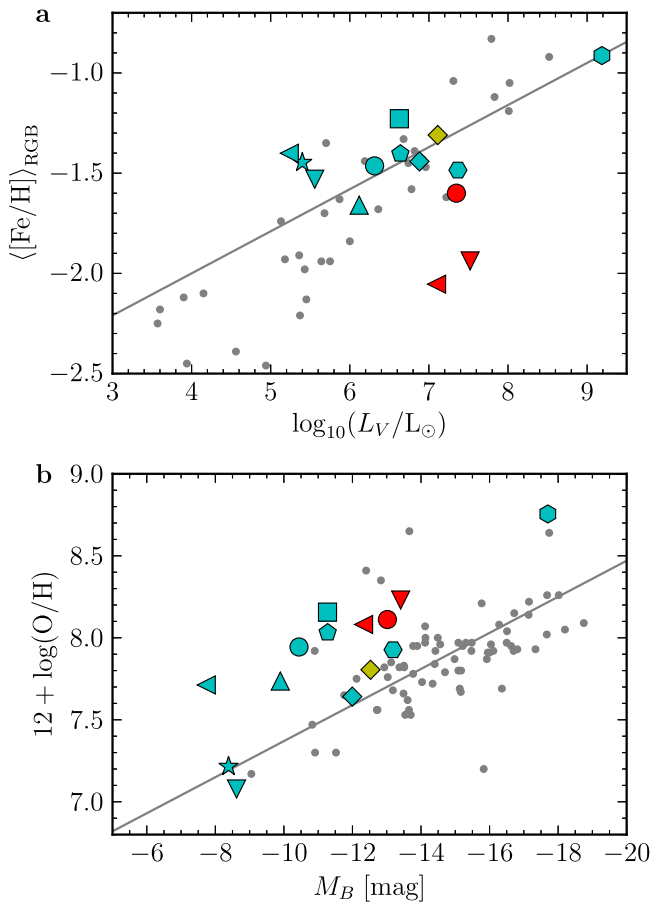 a
−1.0
−1.5
−2.0
−2.5
⟨[Fe/H]⟩RGB
3 4 5 6 7 8 9
log10(LV/L⊙)
b
9.0
8.5
8.0
7.5
7.0
12 + log(O/H)
−6 −8 −10 −12 −14 −16 −18 −20
MB [mag]